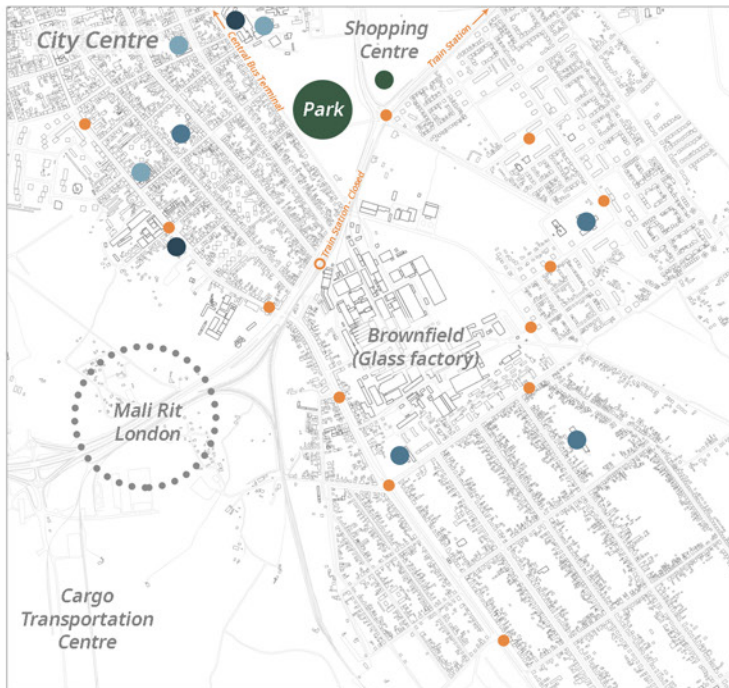 City Centre
Central Bus Terminal
Shopping
Centre
Train Station
Park
Train Station - Closed
Brownfield
(Glass factory)
Mali Rit
London
Cargo
Transportation
Centre